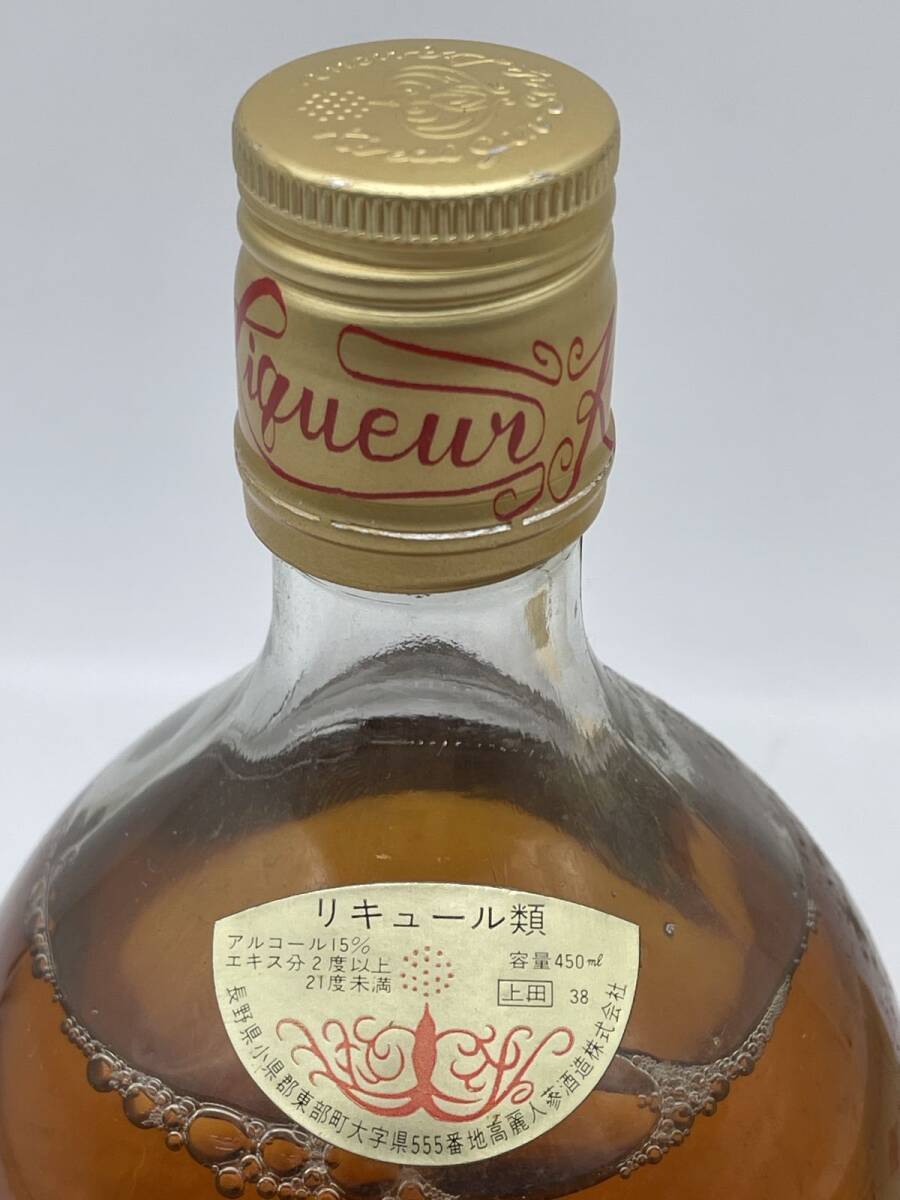 Liqueur K
リキュール類
アルコール15%
エキス分2度以上
21度未満
容量450ml
上田 38
長野県小県郡東部町大字県555番地高麗人蔘酒造株式会社